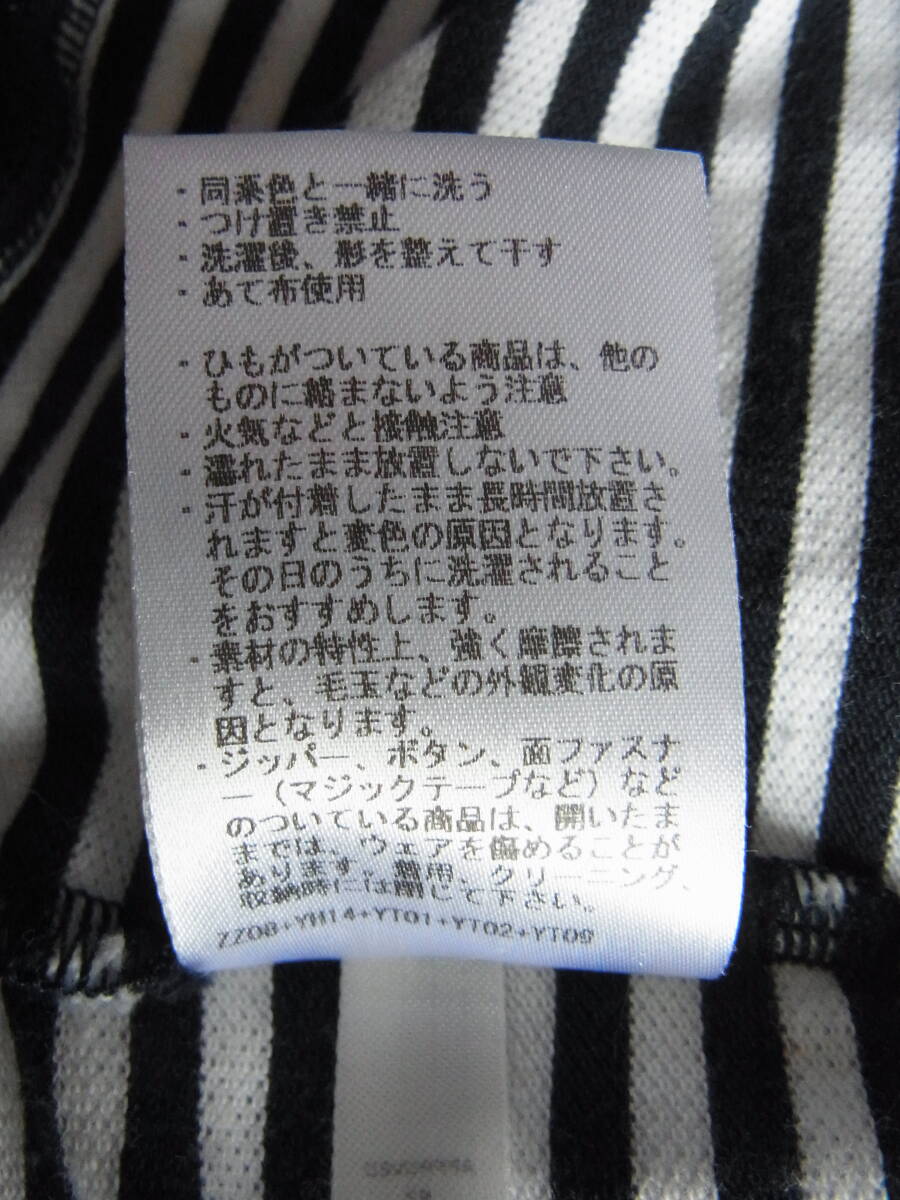 ・同系色と一緒に洗う
・つけ置き禁止
・洗濯後、形を整えて干す
・あて布使用
・ひもがついている商品は、他の
ものに絡まないよう注意
・火気などと接触注意
・濡れたまま放置しないで下さい。
・汗が付着したまま長時間放置さ
れますと変色の原因となります。
その日のうちに洗濯されること
をおすすめします。
・素材の特性上、強く摩擦されま
すと、毛玉などの外観変化の原
因となります。
・ジッパー、ボタン、面ファスナ
ー（マジックテープなど）など
のついている商品は、開いたま
までは、ウェアを傷めることが
あります。着用、クリーニング、
収納時には閉じて下さい。
ZZ08+YH14+YT01+YT02+YT09